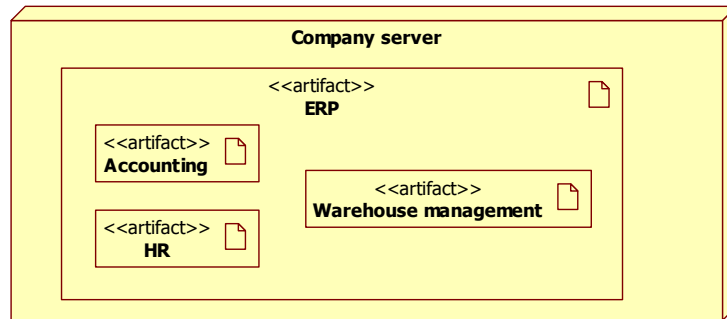 Company server
<<artifact>>
ERP
<<artifact>>
Accounting
<<artifact>>
Warehouse management
<<artifact>>
HR